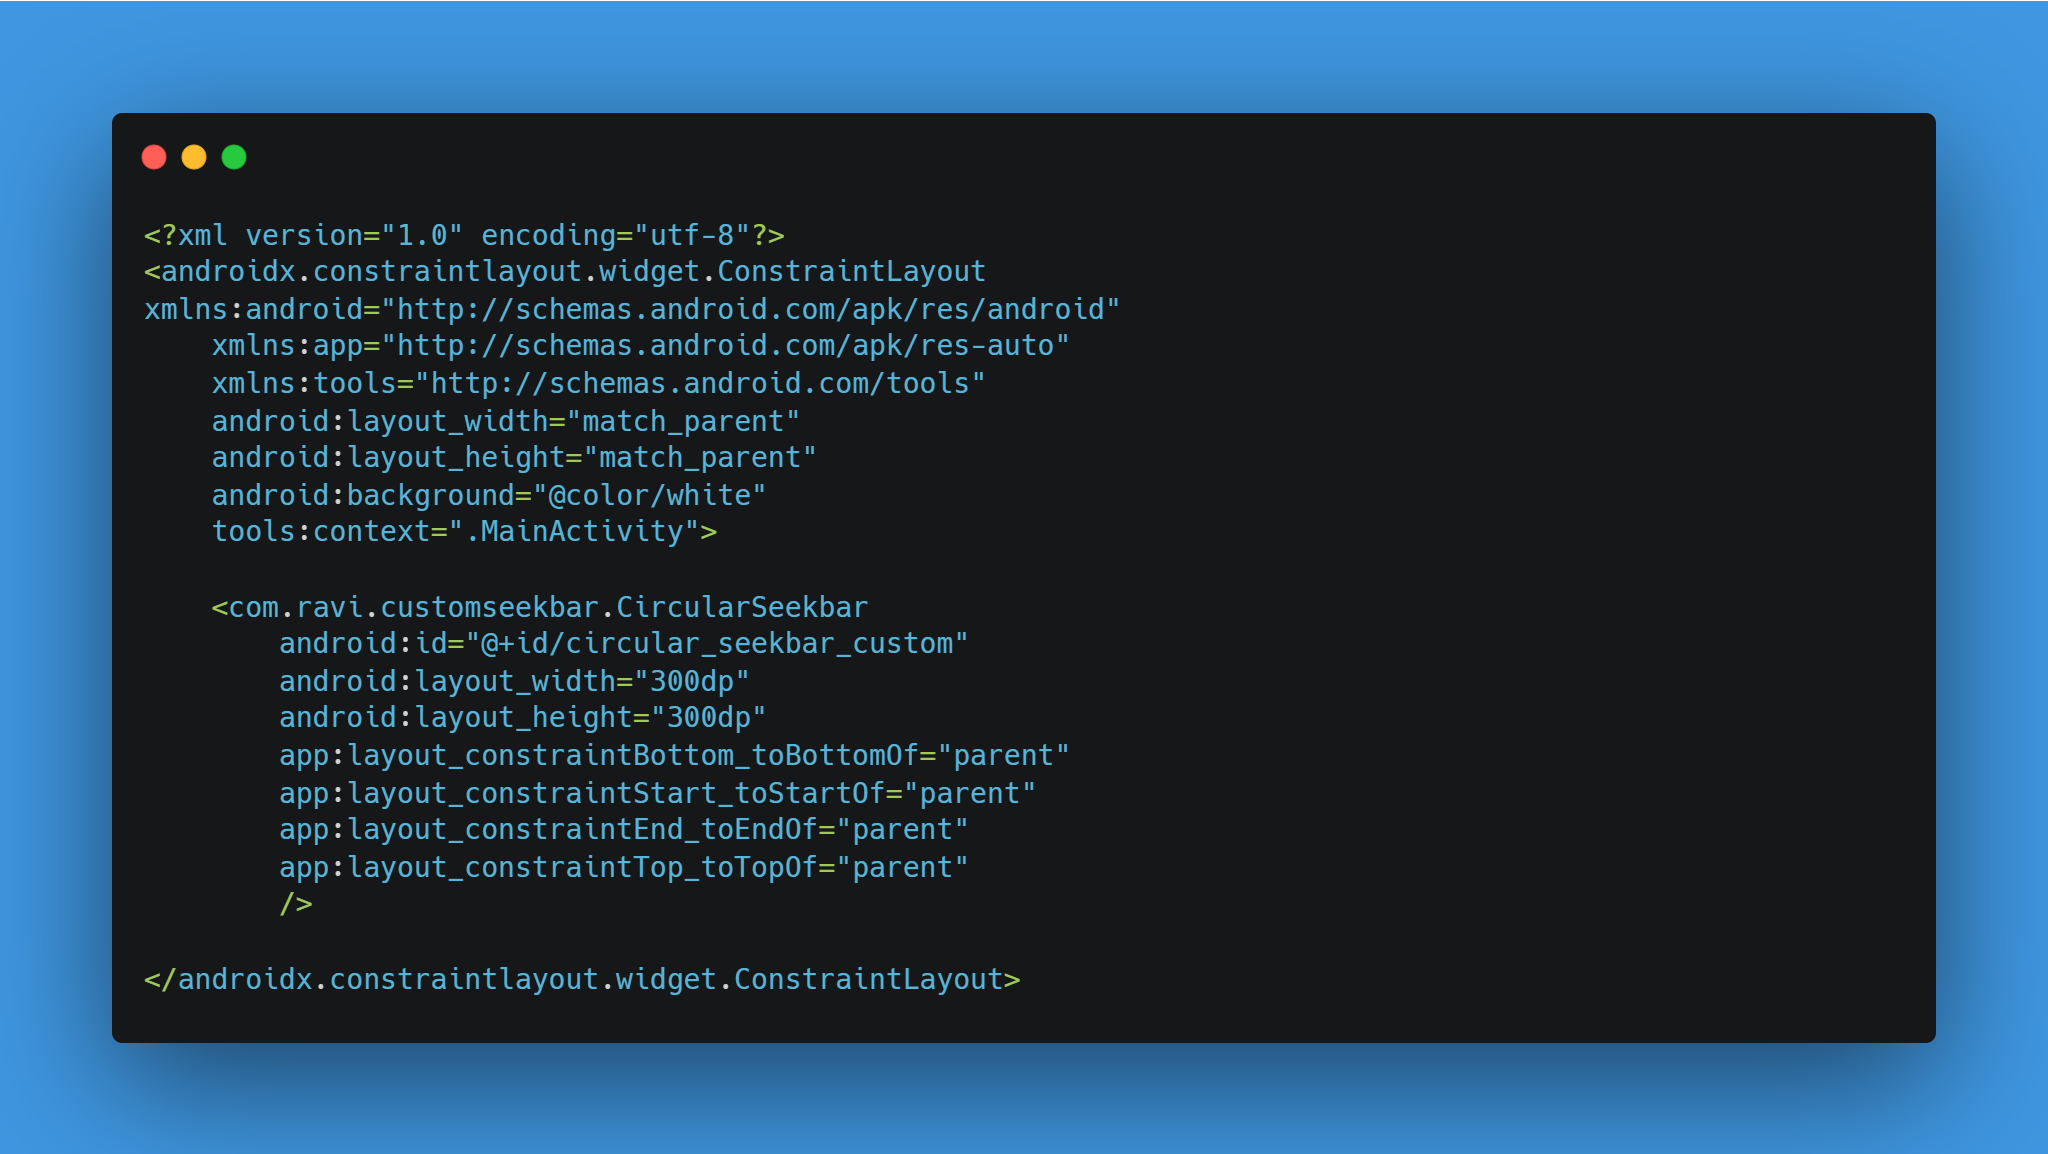 <?xml version="1.0" encoding="utf-8"?>
<androidx.constraintlayout.widget.ConstraintLayout
xmlns:android="http://schemas.android.com/apk/res/android"
    xmlns:app="http://schemas.android.com/apk/res-auto"
    xmlns:tools="http://schemas.android.com/tools"
    android:layout_width="match_parent"
    android:layout_height="match_parent"
    android:background="@color/white"
    tools:context=".MainActivity">

    <com.ravi.customseekbar.CircularSeekbar
        android:id="@+id/circular_seekbar_custom"
        android:layout_width="300dp"
        android:layout_height="300dp"
        app:layout_constraintBottom_toBottomOf="parent"
        app:layout_constraintStart_toStartOf="parent"
        app:layout_constraintEnd_toEndOf="parent"
        app:layout_constraintTop_toTopOf="parent"
        />

</androidx.constraintlayout.widget.ConstraintLayout>